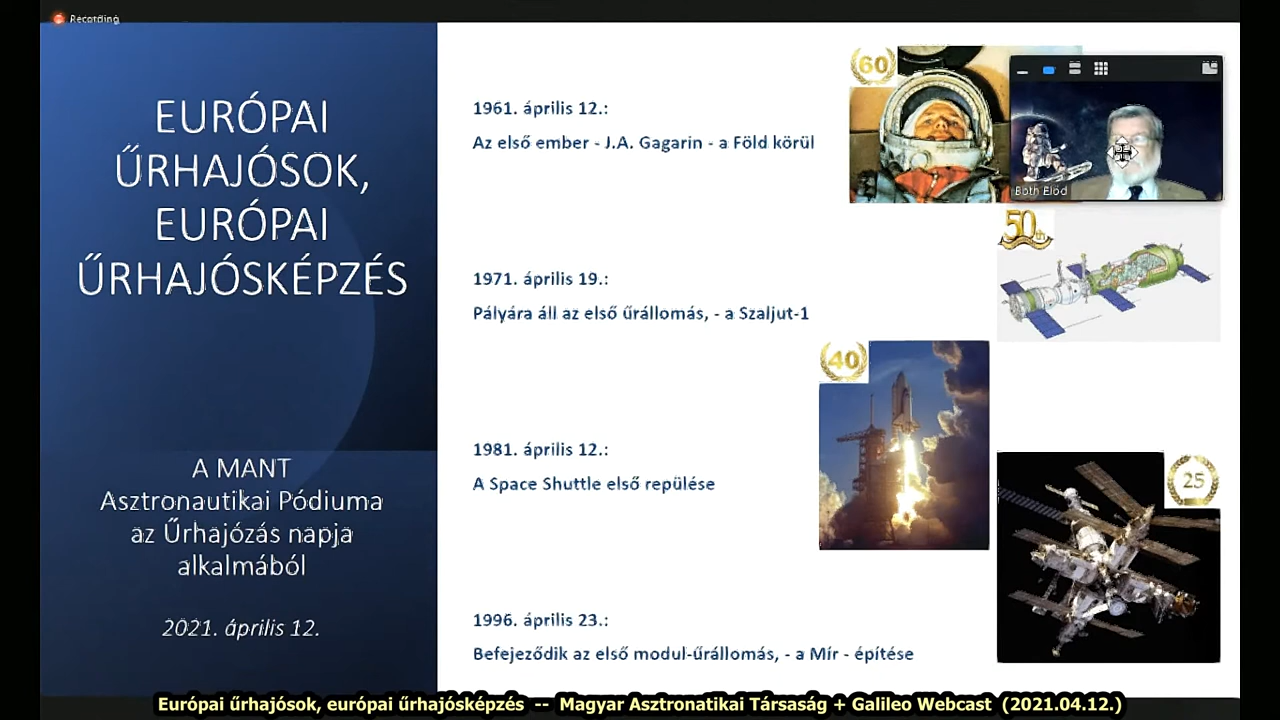 Recording
EURÓPAI
ŰRHAJÓSOK,
EURÓPAI
ŰRHAJÓSKÉPZÉS
A MANT
Asztronautikai Pódiuma
az Űrhajózás napja
alkalmából
2021. április 12.
1961. április 12.:
Az első ember - J.A. Gagarin - a Föld körül
60
Both Előd
1971. április 19.:
Pályára áll az első űrállomás, - a Szaljut-1
50th
1981. április 12.:
A Space Shuttle első repülése
40
1996. április 23.:
Befejeződik az első modul-űrállomás, - a Mír - építése
25
Európai űrhajósok, európai űrhajósképzés -- Magyar Asztronatikai Társaság + Galileo Webcast (2021.04.12.)